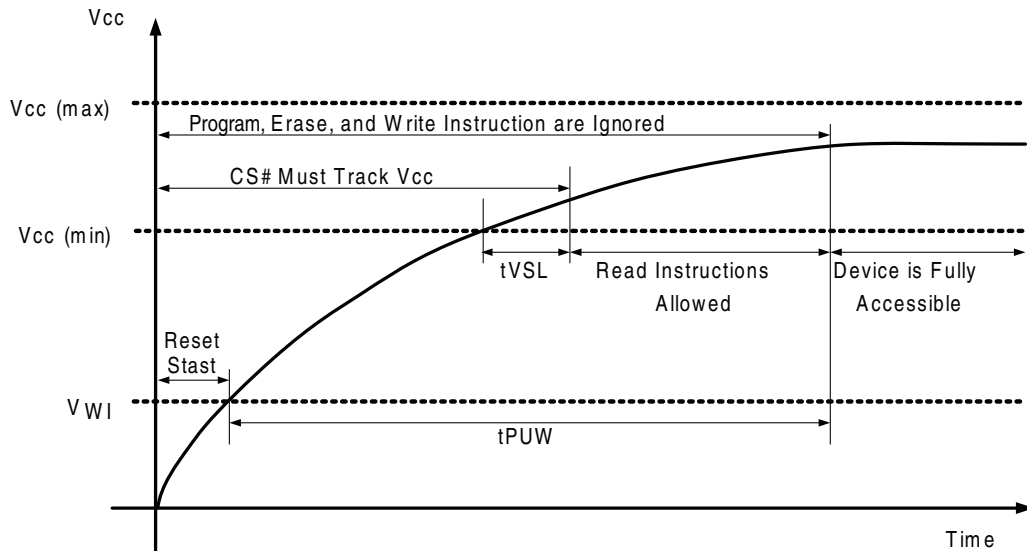 Vcc
Vcc (max)
Program, Erase, and Write Instruction are Ignored
CS# Must Track Vcc
Vcc (min)
tVSL
Read Instructions
Allowed
Device is Fully
Accessible
Reset
Stast
VWI
tPUW
Time